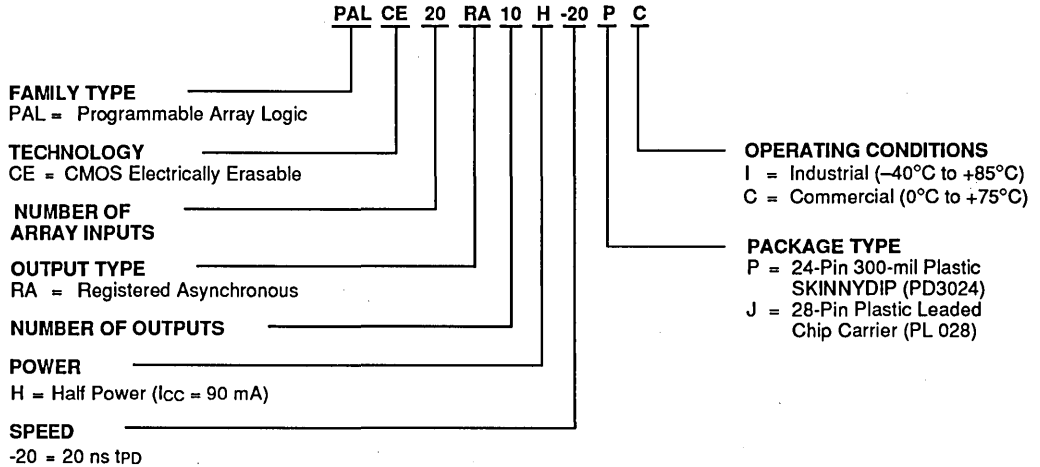 PAL CE 20 RA 10 H -20 P C
FAMILY TYPE
PAL = Programmable Array Logic
TECHNOLOGY
CE = CMOS Electrically Erasable
NUMBER OF
ARRAY INPUTS
OUTPUT TYPE
RA = Registered Asynchronous
NUMBER OF OUTPUTS
POWER
H = Half Power (ICC = 90 mA)
SPEED
-20 = 20 ns tPD
OPERATING CONDITIONS
I = Industrial (–40°C to +85°C)
C = Commercial (0°C to +75°C)
PACKAGE TYPE
P = 24-Pin 300-mil Plastic
SKINNYDIP (PD3024)
J = 28-Pin Plastic Leaded
Chip Carrier (PL 028)